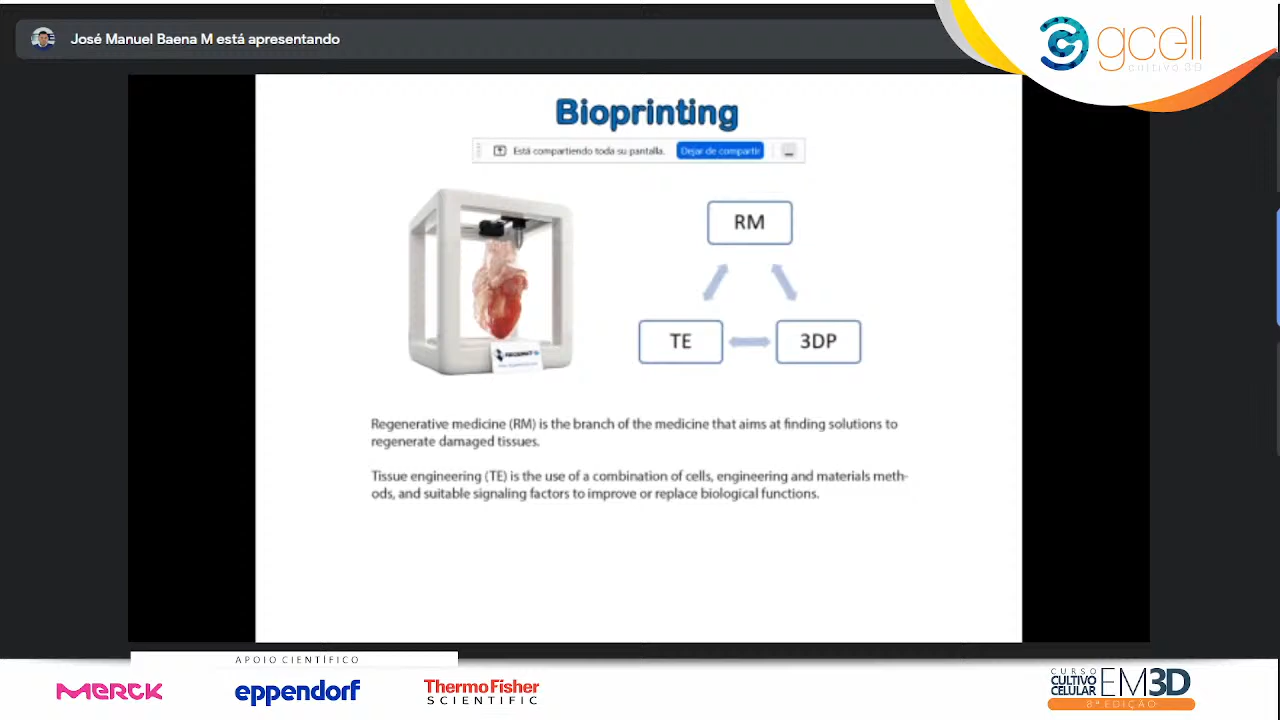 José Manuel Baena M está apresentando
gcell
cultivo 3D
Bioprinting
Está compartiendo toda su pantalla.
Dejar de compartir
RM
TE
3DP
Regenerative medicine (RM) is the branch of the medicine that aims at finding solutions to
regenerate damaged tissues.
Tissue engineering (TE) is the use of a combination of cells, engineering and materials meth-
ods, and suitable signaling factors to improve or replace biological functions.
APOIO CIENTÍFICO
MERCK
eppendorf
ThermoFisher
SCIENTIFIC
CURSO
CULTIVO
CELULAR
EM3D
8ª EDIÇÃO